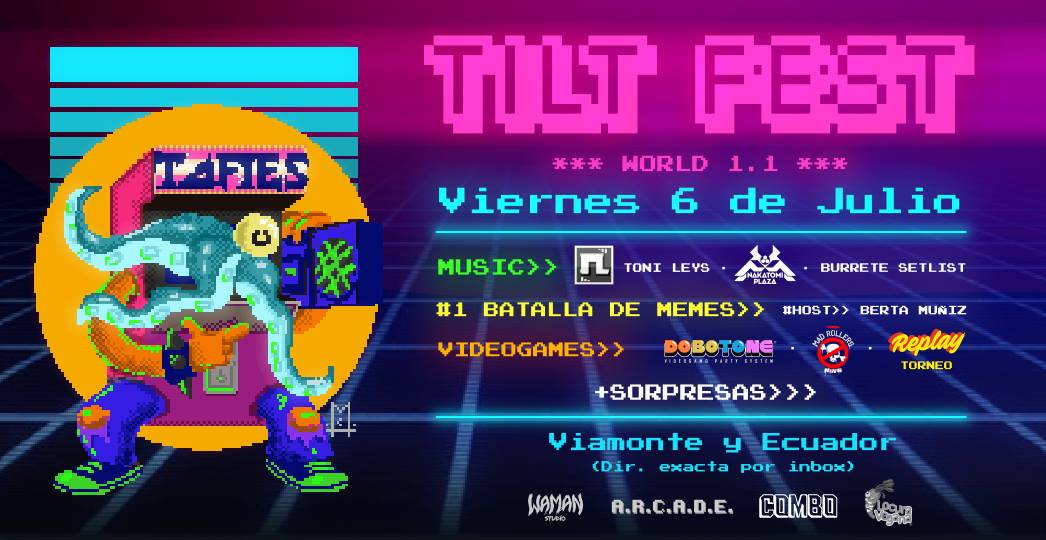 TILT FEST
*** WORLD 1.1 ***
Viernes 6 de Julio
MUSIC>> TONI LEYS · NAKATOMI PLAZA · BURRETE SETLIST
#1 BATALLA DE MEMES>> #HOST>> BERTA MUÑIZ
VIDEOGAMES>> DOBOTONE VIDEOGAME PARTY SYSTEM · MAD ROLLERS · Replay TORNEO
+SORPRESAS>>>
Viamonte y Ecuador
(Dir. exacta por inbox)
WAMAN STUDIO A.R.C.A.D.E. COMBO